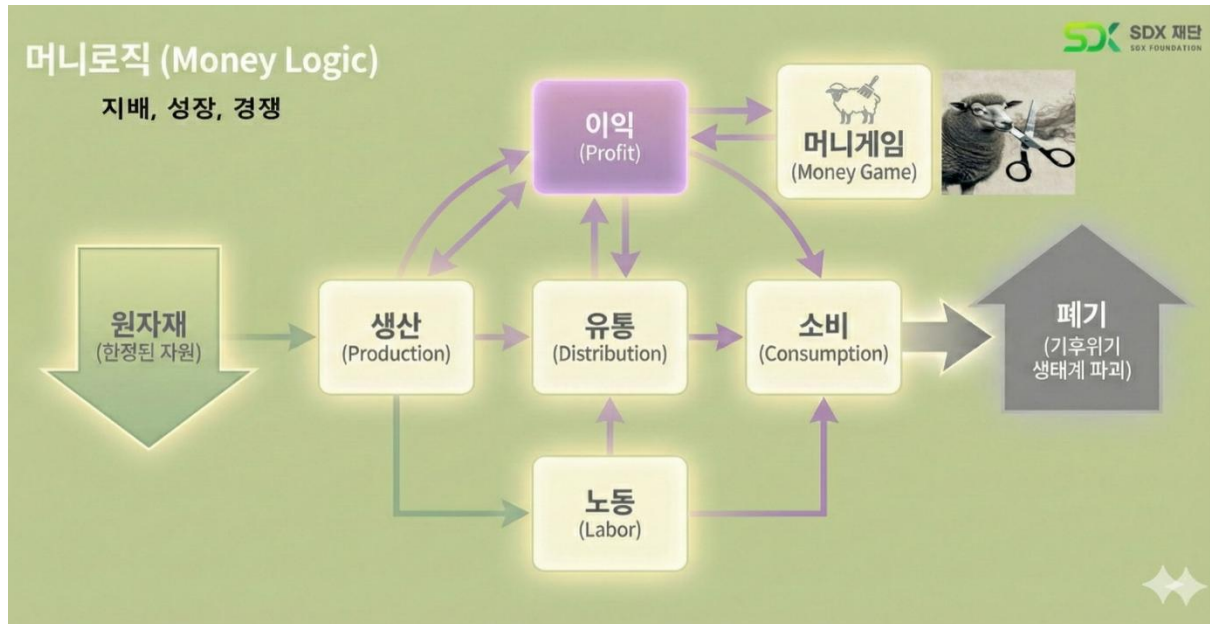 머니로직 (Money Logic)
지배, 성장, 경쟁
SDX
SDX 재단
SGX FOUNDATION
이익
(Profit)
머니게임
(Money Game)
원자재
(한정된 자원)
생산
(Production)
유통
(Distribution)
소비
(Consumption)
폐기
(기후위기
생태계 파괴)
노동
(Labor)